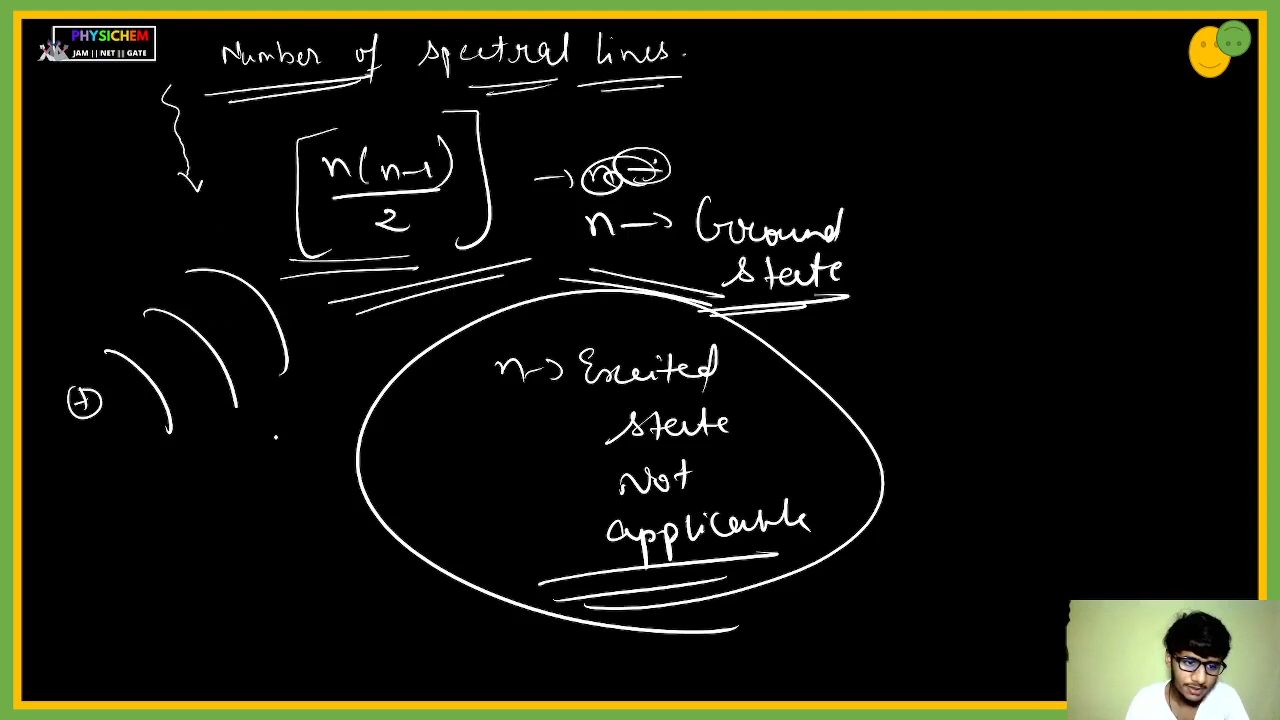 PHYSICHEM
JAM || NET || GATE
Number of spectral lines.
n(n-1)
2
n → Ground
state
n → Excited
state
Not
applicable
+